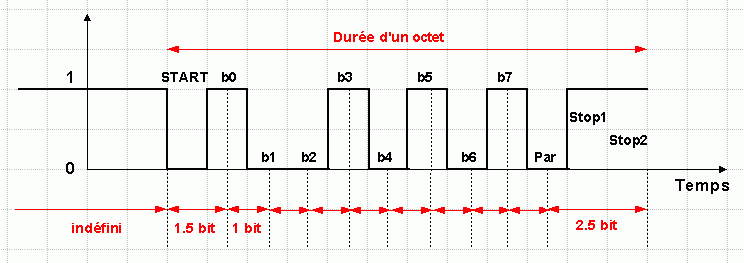 Durée d'un octet
1
START b0 b3 b5 b7
Stop1
Stop2
b1 b2 b4 b6 Par
0
Temps
indéfini 1.5 bit 1 bit 2.5 bit